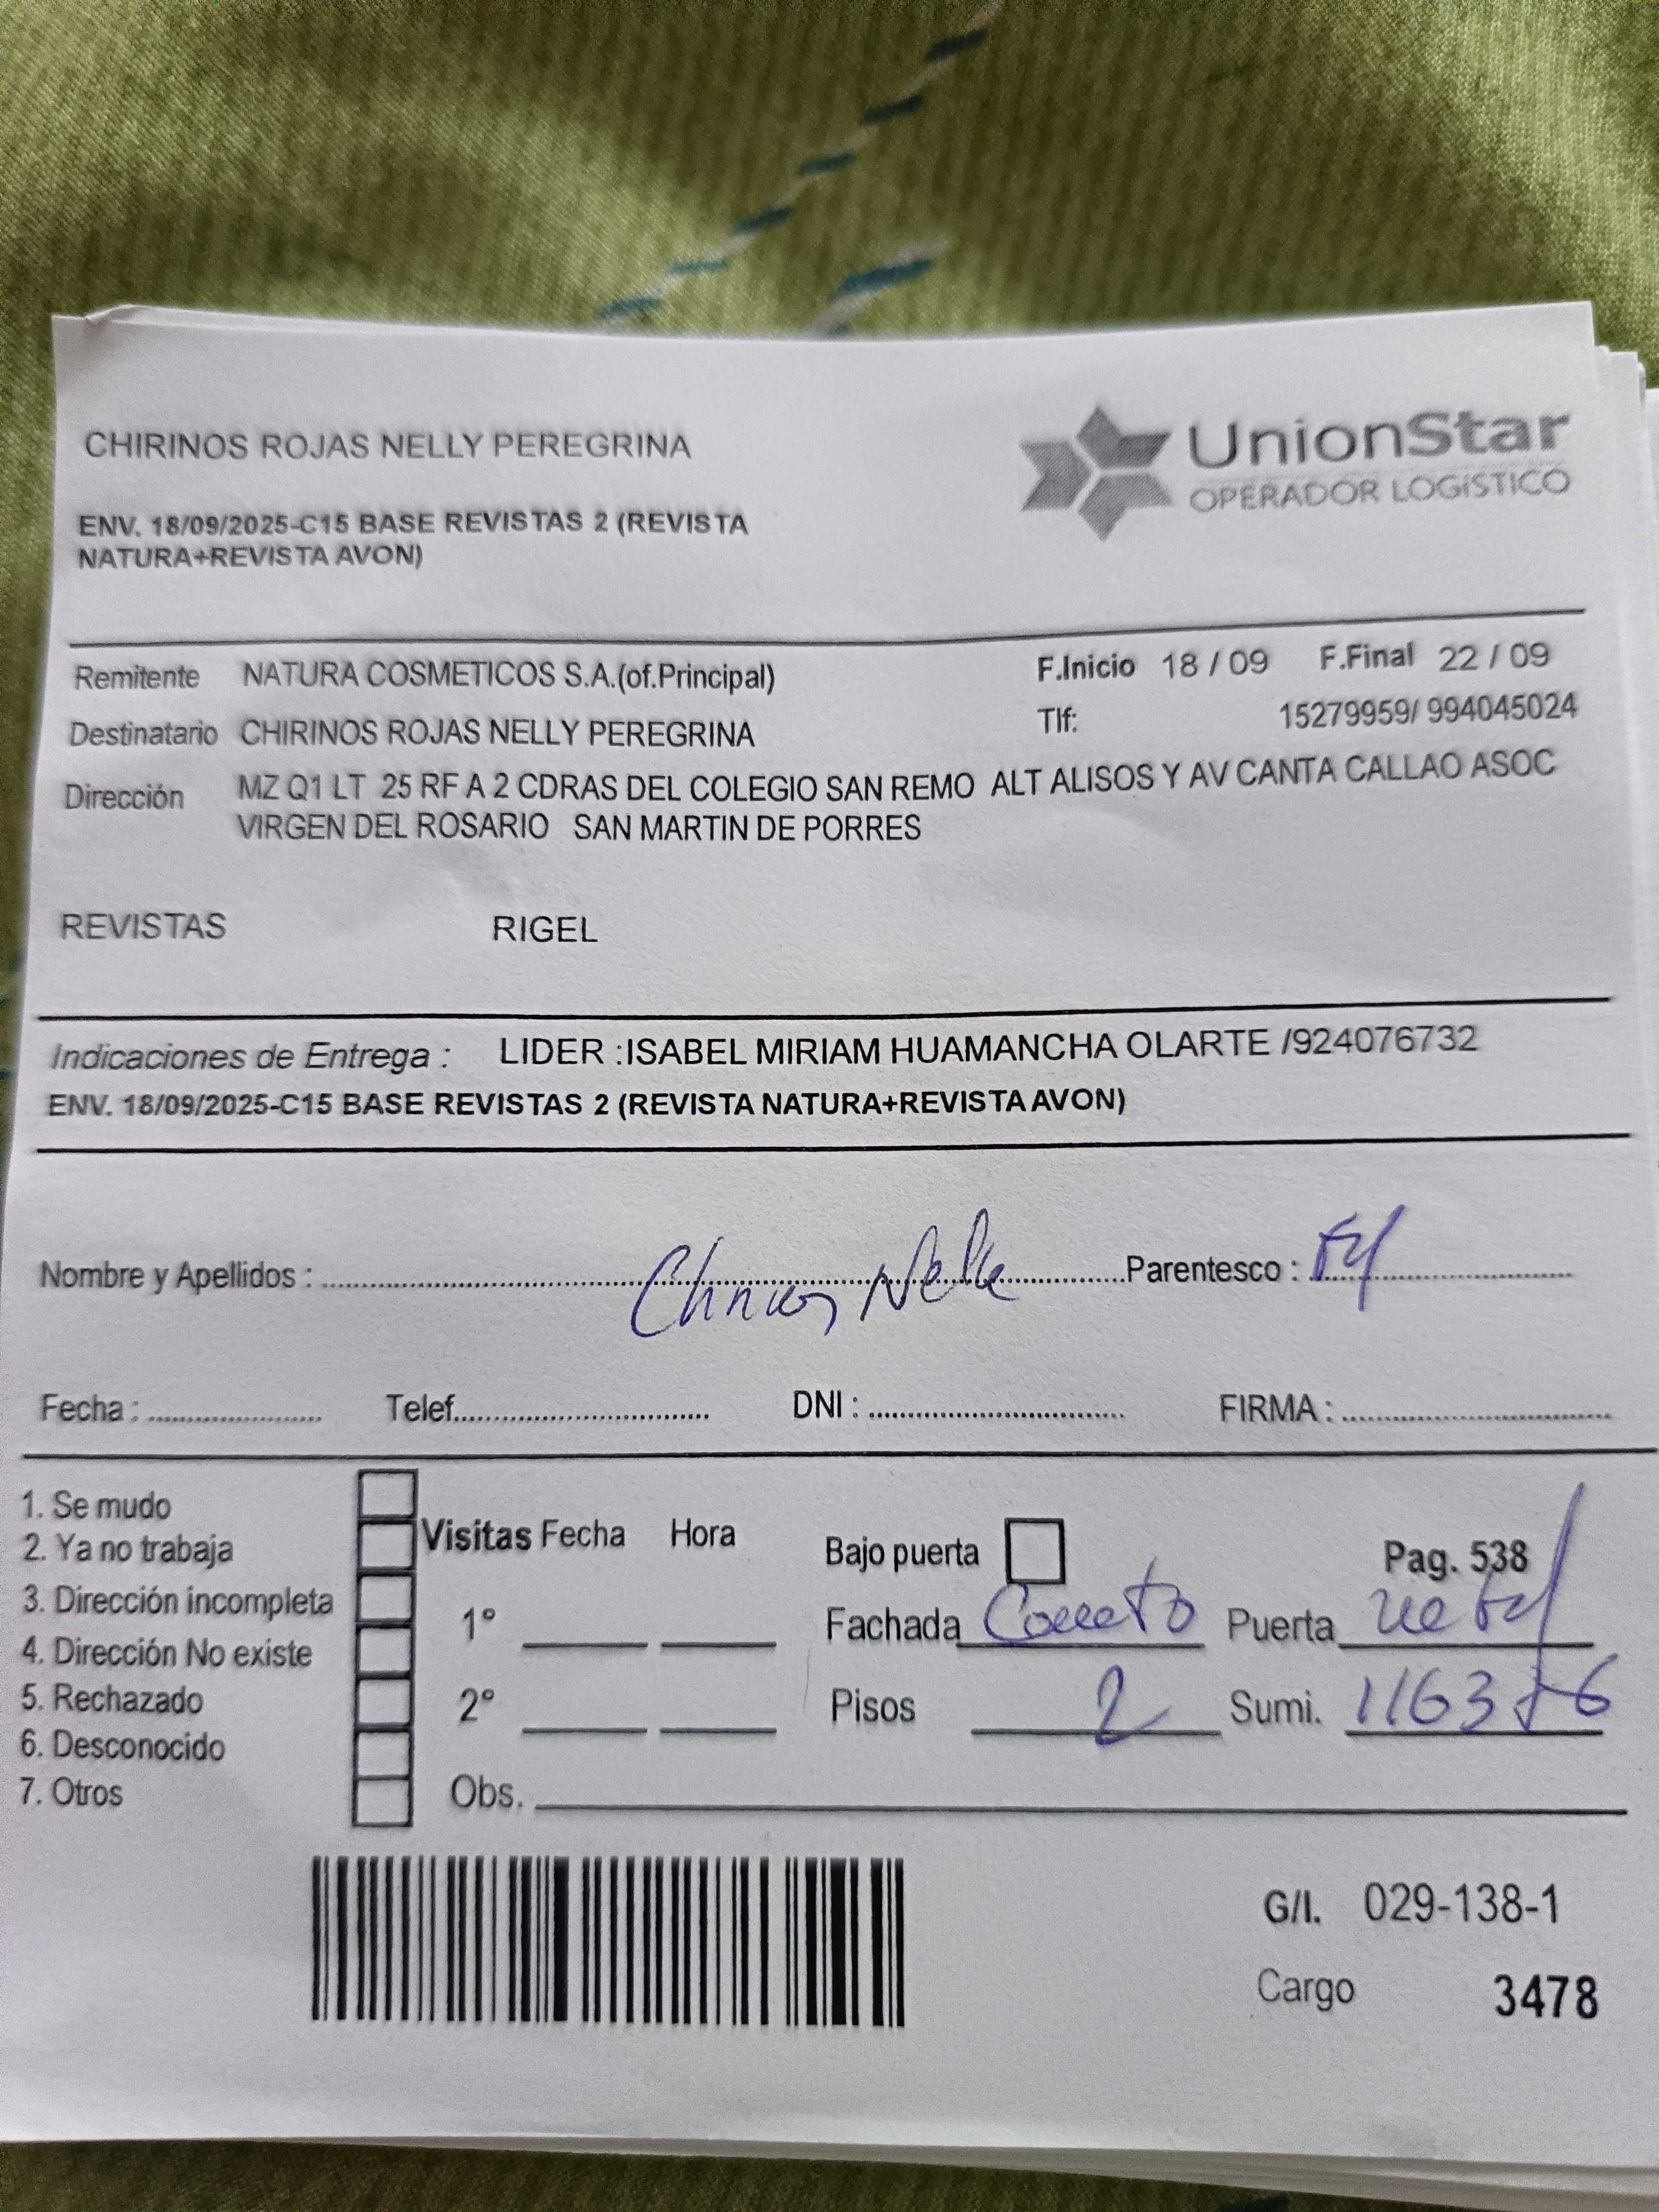 CHIRINOS ROJAS NELLY PEREGRINA
UnionStar
OPERADOR LOGÍSTICO
ENV. 18/09/2025-C15 BASE REVISTAS 2 (REVISTA
NATURA+REVISTA AVON)
Remitente NATURA COSMETICOS S.A.(of.Principal) F.Inicio 18 / 09 F.Final 22 / 09
Destinatario CHIRINOS ROJAS NELLY PEREGRINA Tlf: 15279959/ 994045024
Dirección MZ Q1 LT 25 RF A 2 CDRAS DEL COLEGIO SAN REMO ALT ALISOS Y AV CANTA CALLAO ASOC
VIRGEN DEL ROSARIO SAN MARTIN DE PORRES
REVISTAS RIGEL
Indicaciones de Entrega : LIDER :ISABEL MIRIAM HUAMANCHA OLARTE /924076732
ENV. 18/09/2025-C15 BASE REVISTAS 2 (REVISTA NATURA+REVISTA AVON)
Nombre y Apellidos : Parentesco :
Fecha : Telef. DNI : FIRMA :
1. Se mudo
2. Ya no trabaja
3. Dirección incompleta
4. Dirección No existe
5. Rechazado
6. Desconocido
7. Otros
Visitas Fecha Hora
1°
2°
Obs.
Bajo puerta Pag. 538
Fachada Puerta
Pisos 2 Sumi.
G/I. 029-138-1
Cargo 3478